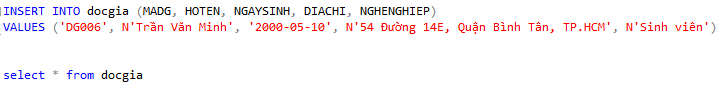 INSERT INTO docgia (MADG, HOTEN, NGAYSINH, DIACHI, NGHENGHIEP)
VALUES ('DG006', N'Trần Văn Minh', '2000-05-10', N'54 Đường 14E, Quận Bình Tân, TP.HCM', N'Sinh viên')
select * from docgia